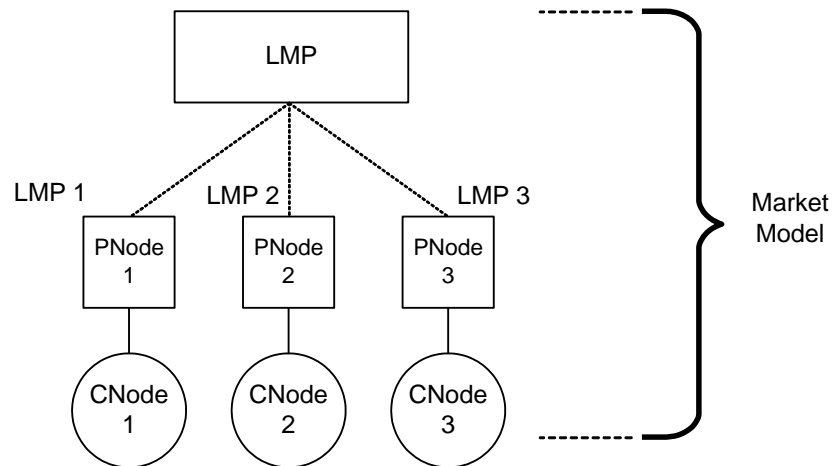 LMP
LMP 1
LMP 2
LMP 3
PNode
1
PNode
2
PNode
3
CNode
1
CNode
2
CNode
3
Market
Model